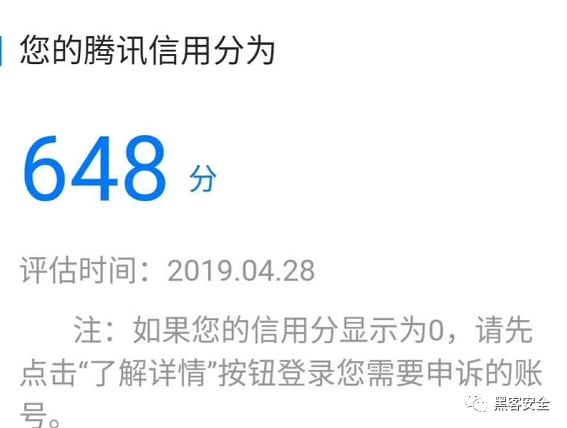 您的腾讯信用分为
648 分
评估时间：2019.04.28
注：如果您的信用分显示为0，请先
点击“了解详情”按钮登录您需要申诉的账
号。
黑客安全